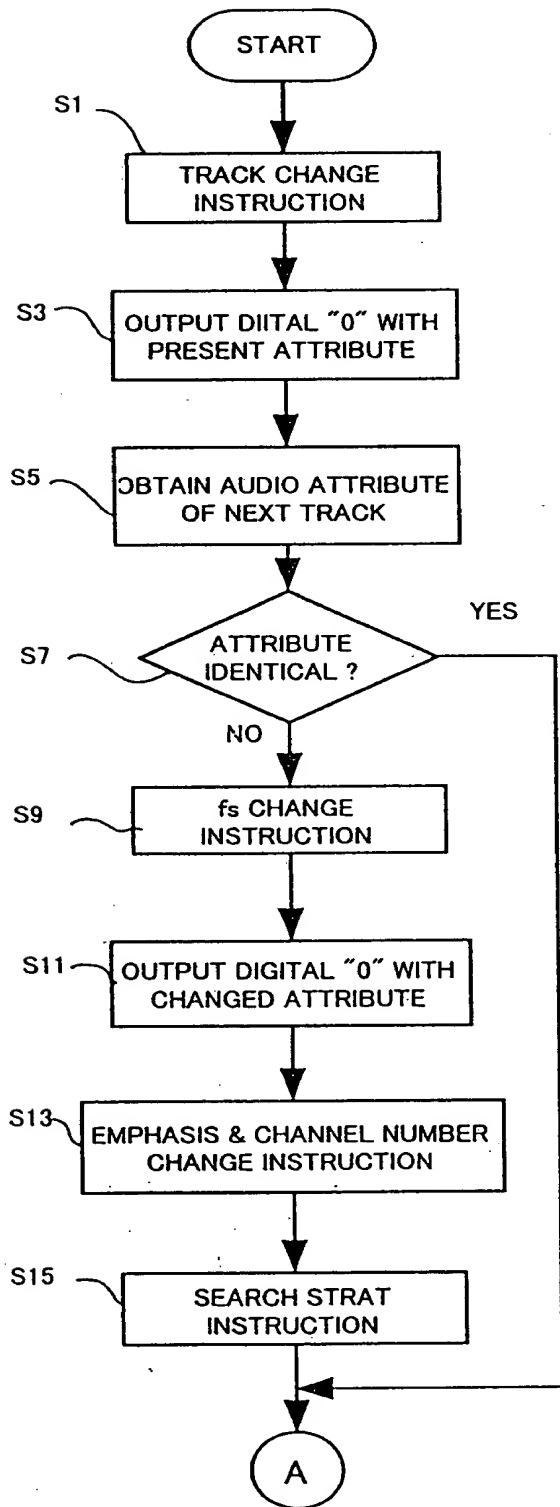 START
S1
TRACK CHANGE
INSTRUCTION
S3
OUTPUT DIITAL "0" WITH
PRESENT ATTRIBUTE
S5
OBTAIN AUDIO ATTRIBUTE
OF NEXT TRACK
YES
S7
ATTRIBUTE
IDENTICAL ?
NO
S9
fs CHANGE
INSTRUCTION
S11
OUTPUT DIGITAL "0" WITH
CHANGED ATTRIBUTE
S13
EMPHASIS & CHANNEL NUMBER
CHANGE INSTRUCTION
S15
SEARCH STRAT
INSTRUCTION
A